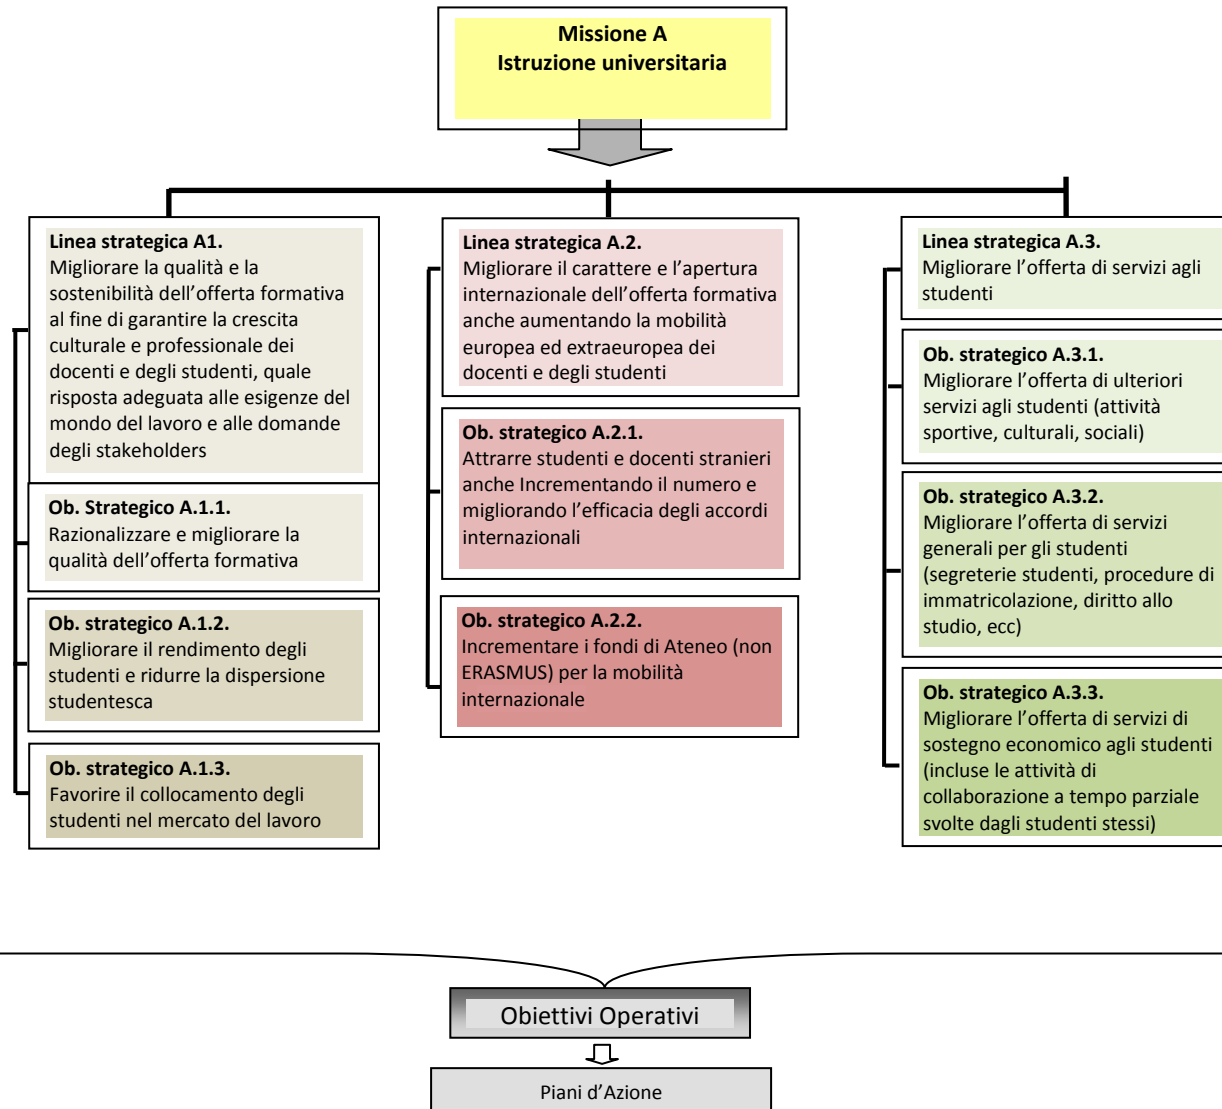 Missione A
Istruzione universitaria
Linea strategica A1.
Migliorare la qualità e la
sostenibilità dell’offerta formativa
al fine di garantire la crescita
culturale e professionale dei
docenti e degli studenti, quale
risposta adeguata alle esigenze del
mondo del lavoro e alle domande
degli stakeholders
Ob. Strategico A.1.1.
Razionalizzare e migliorare la
qualità dell’offerta formativa
Ob. strategico A.1.2.
Migliorare il rendimento degli
studenti e ridurre la dispersione
studentesca
Ob. strategico A.1.3.
Favorire il collocamento degli
studenti nel mercato del lavoro
Linea strategica A.2.
Migliorare il carattere e l’apertura
internazionale dell’offerta formativa
anche aumentando la mobilità
europea ed extraeuropea dei
docenti e degli studenti
Ob. strategico A.2.1.
Attrarre studenti e docenti stranieri
anche Incrementando il numero e
migliorando l’efficacia degli accordi
internazionali
Ob. strategico A.2.2.
Incrementare i fondi di Ateneo (non
ERASMUS) per la mobilità
internazionale
Linea strategica A.3.
Migliorare l’offerta di servizi agli
studenti
Ob. strategico A.3.1.
Migliorare l’offerta di ulteriori
servizi agli studenti (attività
sportive, culturali, sociali)
Ob. strategico A.3.2.
Migliorare l’offerta di servizi
generali per gli studenti
(segreterie studenti, procedure di
immatricolazione, diritto allo
studio, ecc)
Ob. strategico A.3.3.
Migliorare l’offerta di servizi di
sostegno economico agli studenti
(incluse le attività di
collaborazione a tempo parziale
svolte dagli studenti stessi)
Obiettivi Operativi
Piani d’Azione